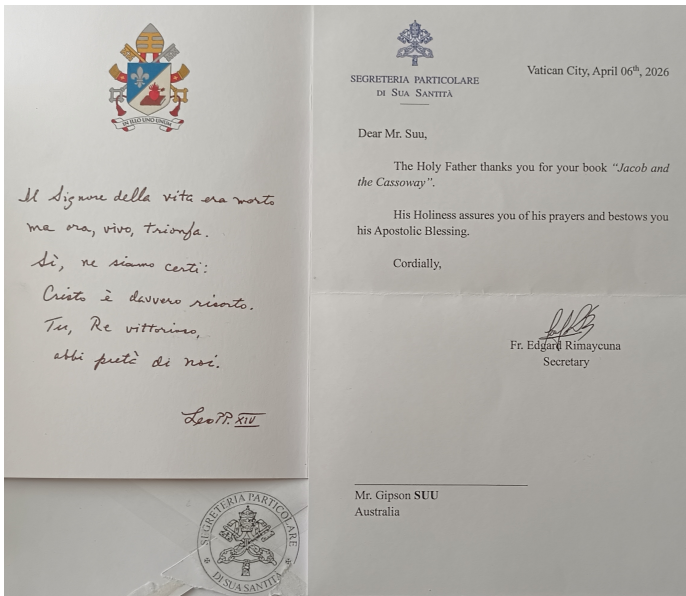 IN ILLO UNO UNUM
Il Signore della vita era morto
ma ora, vivo, trionfa.
Sì, ne siamo certi:
Cristo è davvero risorto.
Tu, Re vittorioso,
abbi pietà di noi.
Leo PP. XIV
SEGRETERIA PARTICOLARE
DI SUA SANTITÀ
SEGRETERIA PARTICOLARE
DI SUA SANTITÀ
Vatican City, April 06th, 2026
Dear Mr. Suu,
The Holy Father thanks you for your book “Jacob and
the Cassoway”.
His Holiness assures you of his prayers and bestows you
his Apostolic Blessing.
Cordially,
Fr. Edgard Rimaycuna
Secretary
Mr. Gipson SUU
Australia